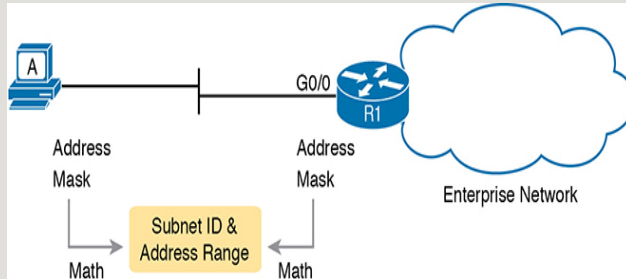 A
G0/0
R1
Address
Mask
Address
Mask
Enterprise Network
Subnet ID &
Address Range
Math
Math